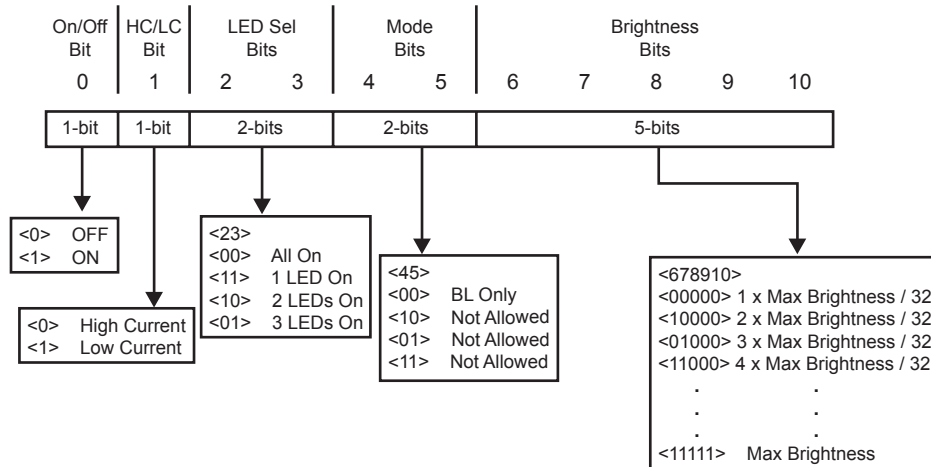 On/Off Bit
HC/LC Bit
LED Sel Bits
Mode Bits
Brightness Bits
0 1 2 3 4 5 6 7 8 9 10
1-bit 1-bit 2-bits 2-bits 5-bits
<0> OFF
<1> ON
<0> High Current
<1> Low Current
<23>
<00> All On
<11> 1 LED On
<10> 2 LEDs On
<01> 3 LEDs On
<45>
<00> BL Only
<10> Not Allowed
<01> Not Allowed
<11> Not Allowed
<678910>
<00000> 1 x Max Brightness / 32
<10000> 2 x Max Brightness / 32
<01000> 3 x Max Brightness / 32
<11000> 4 x Max Brightness / 32
. .
. .
. .
<11111> Max Brightness